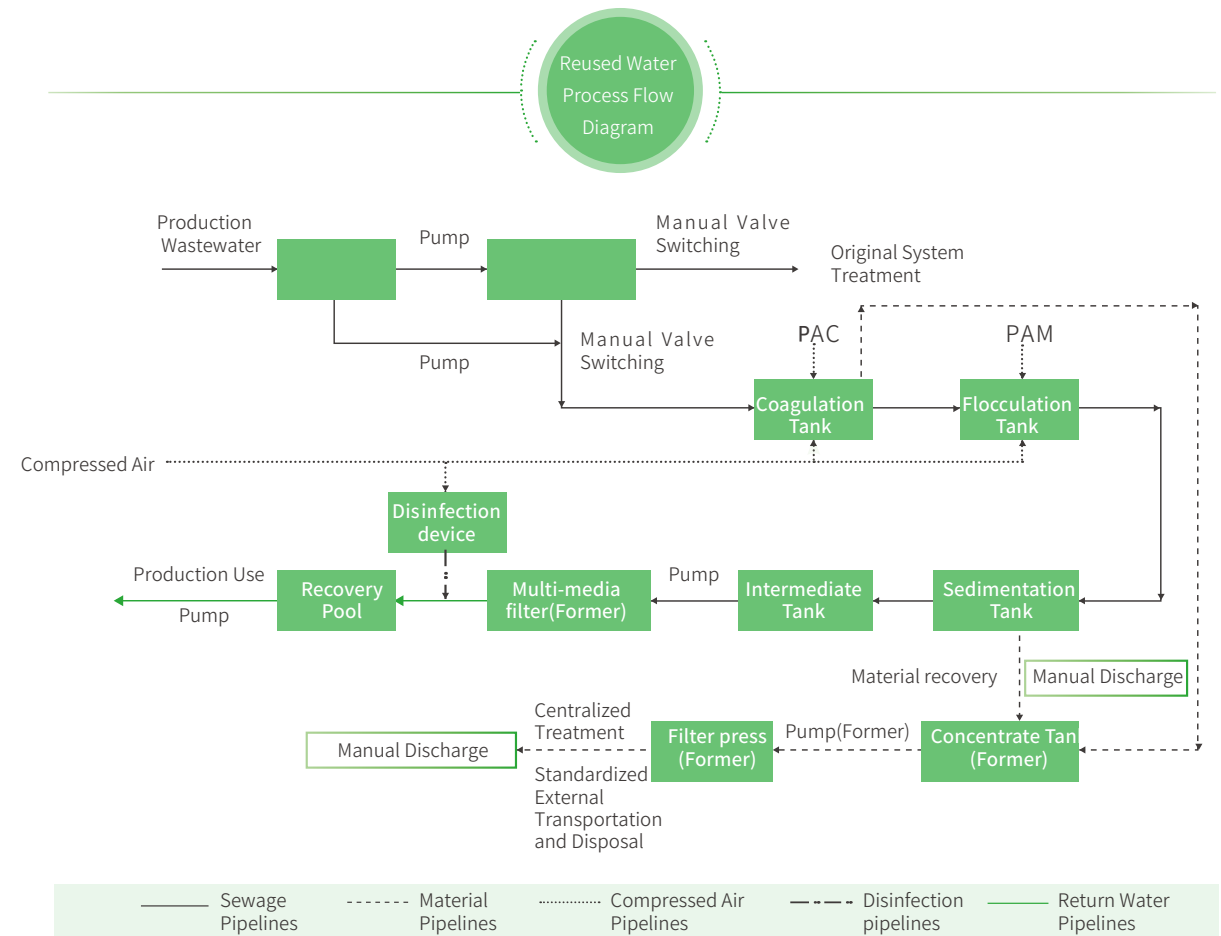 Reused Water
Process Flow
Diagram
Production
Wastewater
Pump
Manual Valve
Switching
Original System
Treatment
Pump
Manual Valve
Switching
PAC
PAM
Coagulation
Tank
Flocculation
Tank
Compressed Air
Disinfection
device
Production Use
Pump
Recovery
Pool
Multi-media
filter(Former)
Pump
Intermediate
Tank
Sedimentation
Tank
Material recovery
Manual Discharge
Manual Discharge
Centralized
Treatment
Standardized
External
Transportation
and Disposal
Filter press
(Former)
Pump(Former)
Concentrate Tan
(Former)
Sewage
Pipelines
Material
Pipelines
Compressed Air
Pipelines
Disinfection
pipelines
Return Water
Pipelines